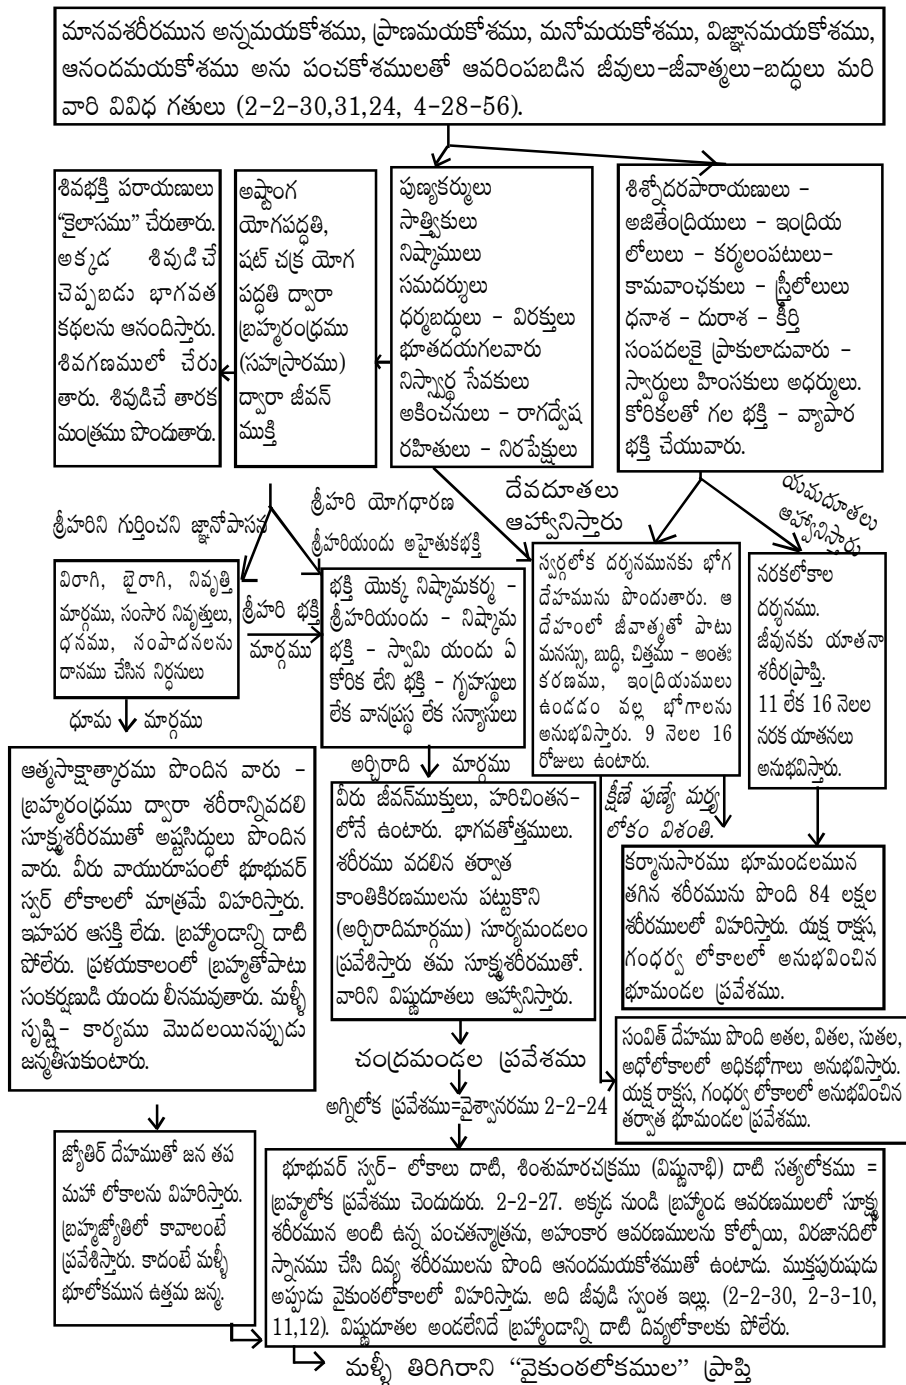 మానవశరీరమున అన్నమయకోశము, ప్రాణమయకోశము, మనోమయకోశము, విజ్ఞానమయకోశము,
ఆనందమయకోశము అను పంచకోశములతో ఆవరింపబడిన జీవులు-జీవాత్మలు-బద్ధులు మరి
వారి వివిధ గతులు (2-2-30,31,24, 4-28-56).
శివభక్తి పరాయణులు
"కైలాసము" చేరుతారు.
అక్కడ శివుడిచే
చెప్పబడు భాగవత
కథలను ఆనందిస్తారు.
శివగణములో చేరు
తారు. శివుడిచే తారక
మంత్రము పొందుతారు.
అష్టాంగ
యోగపద్ధతి,
షట్ చక్ర యోగ
పద్ధతి ద్వారా
బ్రహ్మరంధ్రము
(సహస్రారము)
ద్వారా జీవన్
ముక్తి
పుణ్యకర్ములు
సాత్త్వికులు
నిష్కాములు
సమదర్శులు
ధర్మబద్ధులు - విరక్తులు
భూతదయగలవారు
నిస్వార్థ సేవకులు
అకించనులు - రాగద్వేష
రహితులు - నిరపేక్షులు
శిశ్నోదరపారాయణులు -
అజితేంద్రియులు - ఇంద్రియ
లోలులు - కర్మలంపటులు-
కామవాంఛకులు - స్త్రీలోలులు
ధనాశ - దురాశ - కీర్తి
సంపదలకై ప్రాకులాడువారు -
స్వార్థులు హింసకులు అధర్ములు.
కోరికలతో గల భక్తి - వ్యాపార
భక్తి చేయువారు.
శ్రీహరిని గుర్తించని జ్ఞానోపాసన
శ్రీహరి యోగధారణ
శ్రీహరియందు అహైతుకభక్తి
దేవదూతలు
ఆహ్వానిస్తారు
యమదూతలు
ఆహ్వానిస్తారు
విరాగి, బైరాగి, నివృత్తి
మార్గము, సంసార నివృత్తులు,
ధనము, సంపాదనలను
దానము చేసిన నిర్ధనులు
శ్రీహరి భక్తి
మార్గము
భక్తి యొక్క నిష్కామకర్మ -
శ్రీహరియందు - నిష్కామ
భక్తి - స్వామి యందు ఏ
కోరిక లేని భక్తి - గృహస్థులు
లేక వానప్రస్థ లేక సన్యాసులు
స్వర్గలోక దర్శనమునకు భోగ
దేహమును పొందుతారు. ఆ
దేహంలో జీవాత్మతో పాటు
మనస్సు, బుద్ధి, చిత్తము - అంతః
కరణము, ఇంద్రియములు
ఉండడం వల్ల భోగాలను
అనుభవిస్తారు. 9 నెలల 16
రోజులు ఉంటారు.
నరకలోకాల
దర్శనము.
జీవునకు యాతనా
శరీరప్రాప్తి.
11 లేక 16 నెలల
నరక యాతనలు
అనుభవిస్తారు.
ధూమ మార్గము
అర్చిరాది మార్గము
క్షీణే పుణ్యే మర్త్య
లోకం విశంతి.
ఆత్మసాక్షాత్కారము పొందిన వారు -
బ్రహ్మరంధ్రము ద్వారా శరీరాన్నివదలి
సూక్ష్మశరీరముతో అష్టసిద్ధులు పొందిన
వారు. వీరు వాయురూపంలో భూభువర్
స్వర్ లోకాలలో మాత్రమే విహరిస్తారు.
ఇహపర ఆసక్తి లేదు. బ్రహ్మాండాన్ని దాటి
పోలేరు. ప్రళయకాలంలో బ్రహ్మతోపాటు
సంకర్షణుడి యందు లీనమవుతారు. మళ్ళీ
సృష్టి- కార్యము మొదలయినప్పుడు
జన్మతీసుకుంటారు.
వీరు జీవన్‌ముక్తులు, హరిచింతన-
లోనే ఉంటారు. భాగవతోత్తములు.
శరీరము వదలిన తర్వాత
కాంతికిరణములను పట్టుకొని
(అర్చిరాదిమార్గము) సూర్యమండలం
ప్రవేశిస్తారు తమ సూక్ష్మశరీరముతో.
వారిని విష్ణుదూతలు ఆహ్వానిస్తారు.
కర్మానుసారము భూమండలమున
తగిన శరీరమును పొంది 84 లక్షల
శరీరములలో విహరిస్తారు. యక్ష రాక్షస,
గంధర్వ లోకాలలో అనుభవించిన
భూమండల ప్రవేశము.
చంద్రమండల ప్రవేశము
అగ్నిలోక ప్రవేశము=వైశ్వానరము 2-2-24
సంవిత్ దేహము పొంది అతల, వితల, సుతల,
అధోలోకాలలో అధికభోగాలు అనుభవిస్తారు.
యక్ష రాక్షస, గంధర్వ లోకాలలో అనుభవించిన
తర్వాత భూమండల ప్రవేశము.
జ్యోతిర్ దేహముతో జన తప
మహా లోకాలను విహరిస్తారు.
బ్రహ్మజ్యోతిలో కావాలంటే
ప్రవేశిస్తారు. కాదంటే మళ్ళీ
భూలోకమున ఉత్తమ జన్మ.
భూభువర్ స్వర్- లోకాలు దాటి, శింశుమారచక్రము (విష్ణునాభి) దాటి సత్యలోకము =
బ్రహ్మలోక ప్రవేశము చెందుదురు. 2-2-27. అక్కడ నుండి బ్రహ్మాండ ఆవరణములలో సూక్ష్మ
శరీరమున అంటి ఉన్న పంచతన్మాత్రను, అహంకార ఆవరణములను కోల్పోయి, విరజానదిలో
స్నానము చేసి దివ్య శరీరములను పొంది ఆనందమయకోశముతో ఉంటాడు. ముక్తపురుషుడు
అప్పుడు వైకుంఠలోకాలలో విహరిస్తాడు. అది జీవుడి స్వంత ఇల్లు. (2-2-30, 2-3-10,
11,12). విష్ణుదూతల అండలేనిదే బ్రహ్మాండాన్ని దాటి దివ్యలోకాలకు పోలేరు.
మళ్ళీ తిరిగిరాని "వైకుంఠలోకముల" ప్రాప్తి